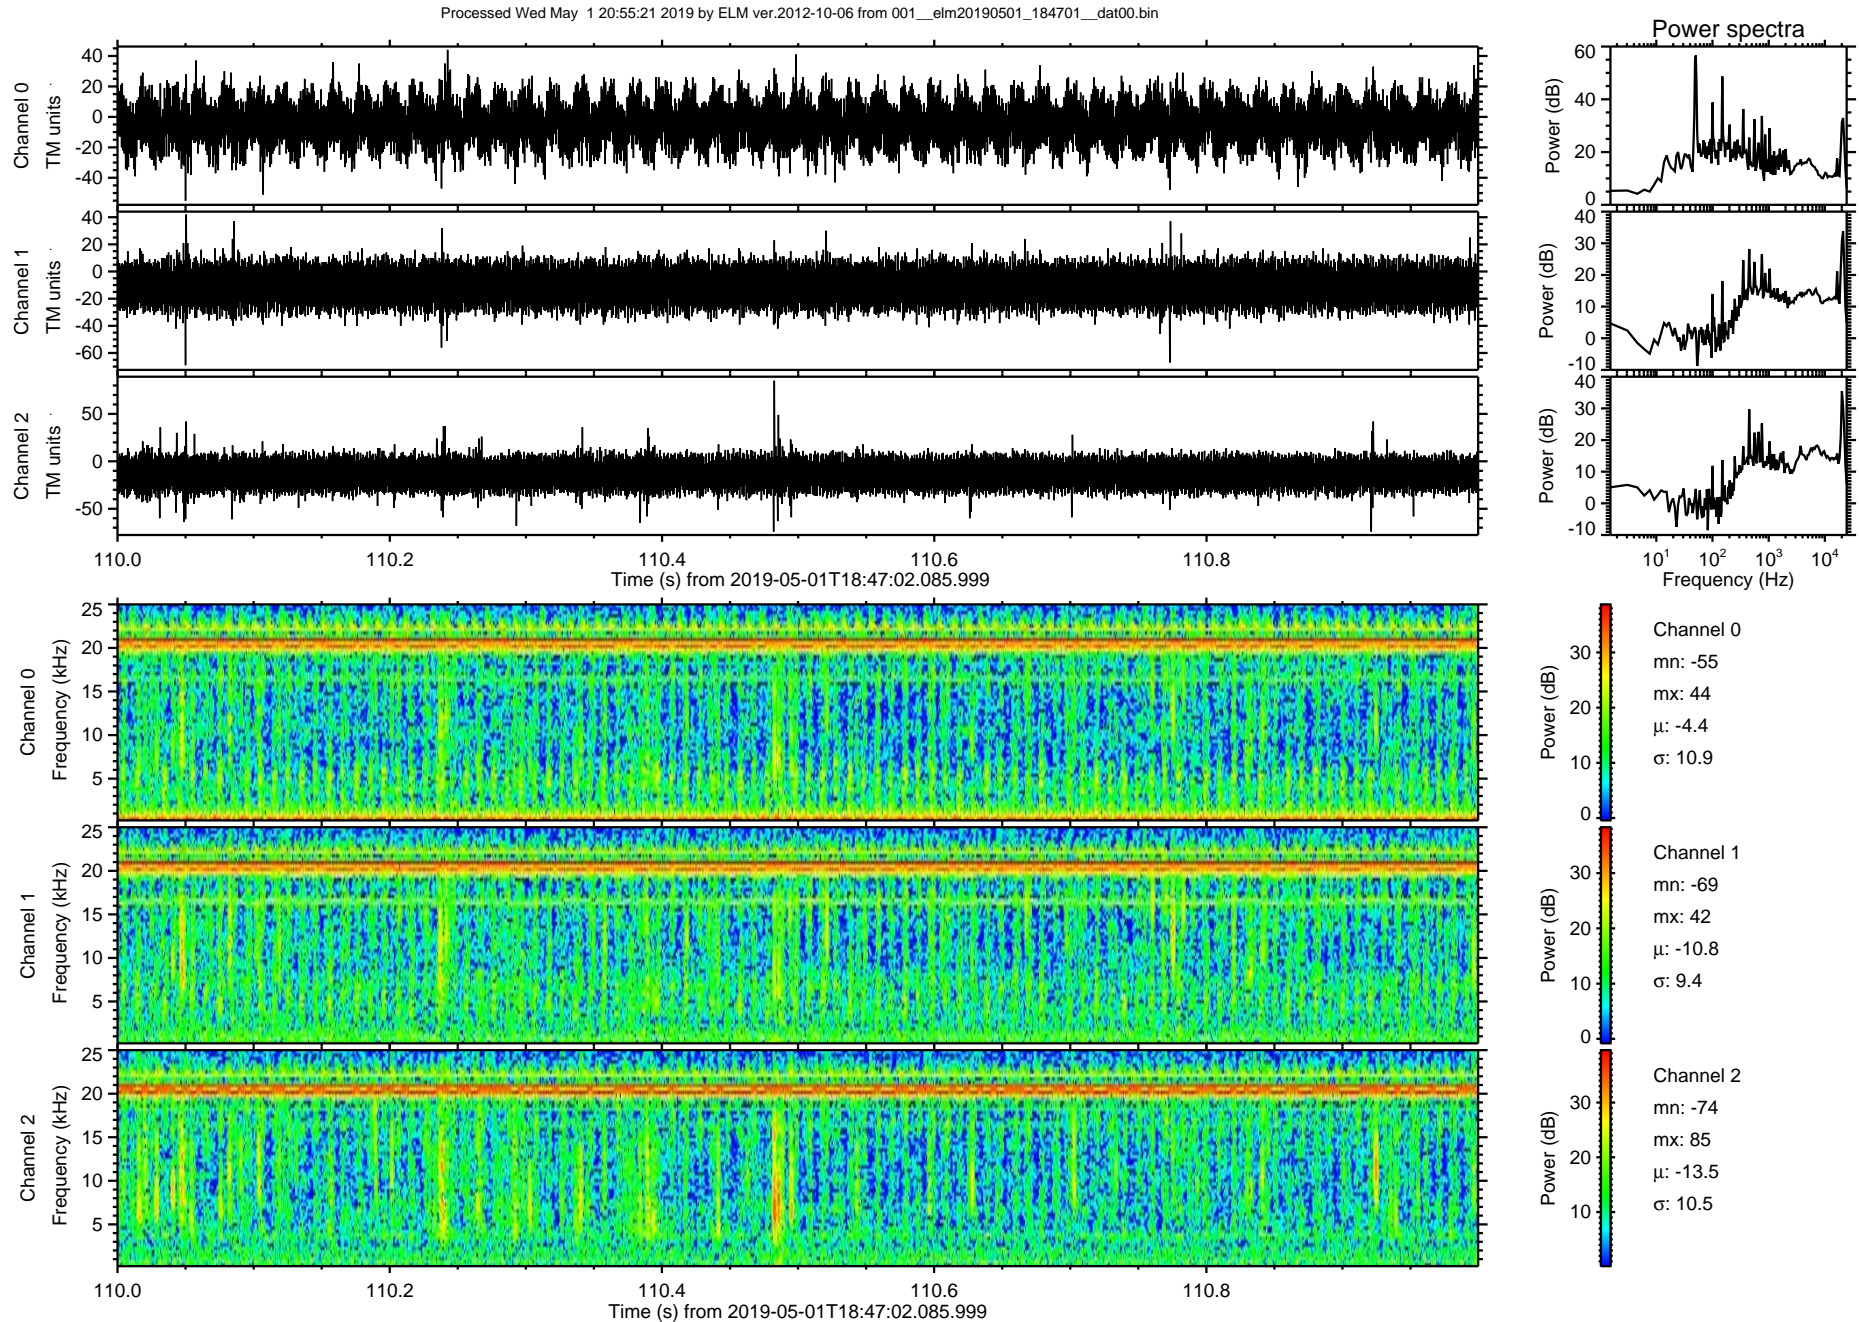 Processed Wed May  1 20:55:21 2019 by ELM ver.2012-10-06 from 001__elm20190501_184701__dat00.bin
Power spectra
Channel 0
TM units
40
20
0
-20
-40
Power (dB)
60
40
20
0
Channel 1
TM units
40
20
0
-20
-40
-60
Power (dB)
40
30
20
10
0
-10
Channel 2
TM units
50
0
-50
Power (dB)
40
30
20
10
0
-10
110.0 110.2 110.4 110.6 110.8
Time (s) from 2019-05-01T18:47:02.085.999
10¹ 10² 10³ 10⁴
Frequency (Hz)
Channel 0
Frequency (kHz)
25
20
15
10
5
Power (dB)
30
20
10
0
Channel 0
mn: -55
mx: 44
μ: -4.4
σ: 10.9
Channel 1
Frequency (kHz)
25
20
15
10
5
Power (dB)
30
20
10
0
Channel 1
mn: -69
mx: 42
μ: -10.8
σ: 9.4
Channel 2
Frequency (kHz)
25
20
15
10
5
Power (dB)
30
20
10
Channel 2
mn: -74
mx: 85
μ: -13.5
σ: 10.5
110.0 110.2 110.4 110.6 110.8
Time (s) from 2019-05-01T18:47:02.085.999